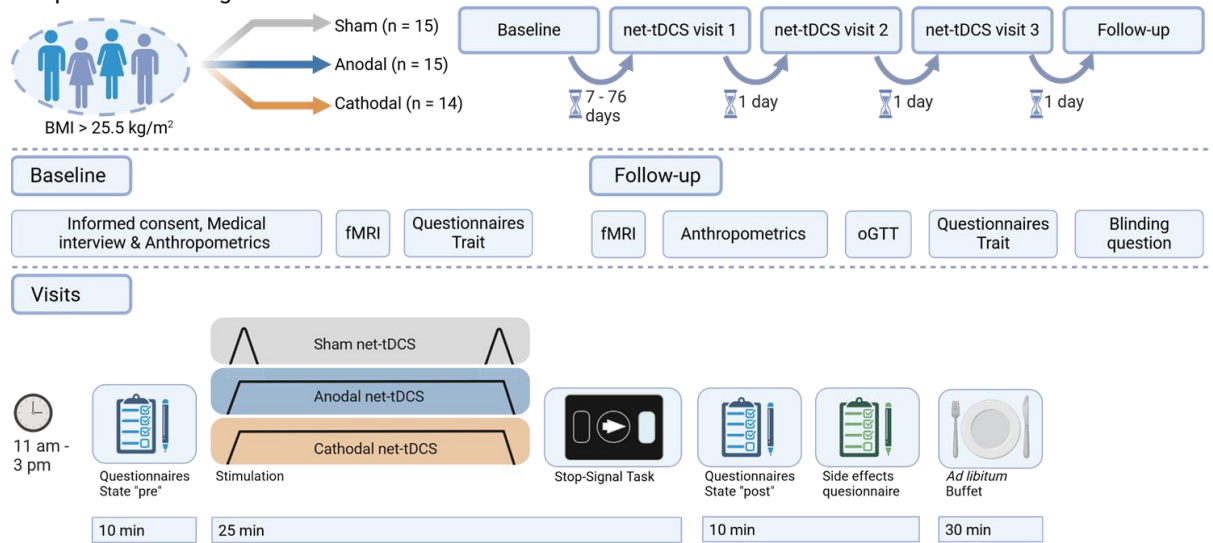 Sham (n = 15)
Anodal (n = 15)
Cathodal (n = 14)
BMI > 25.5 kg/m²
Baseline
net-tDCS visit 1
net-tDCS visit 2
net-tDCS visit 3
Follow-up
7 - 76
days
1 day
1 day
1 day
Baseline
Informed consent, Medical
interview & Anthropometrics
fMRI
Questionnaires
Trait
Follow-up
fMRI
Anthropometrics
oGTT
Questionnaires
Trait
Blinding
question
Visits
11 am -
3 pm
Questionnaires
State "pre"
Sham net-tDCS
Anodal net-tDCS
Cathodal net-tDCS
Stimulation
Stop-Signal Task
Questionnaires
State "post"
Side effects
quesionnaire
Ad libitum
Buffet
10 min
25 min
10 min
30 min